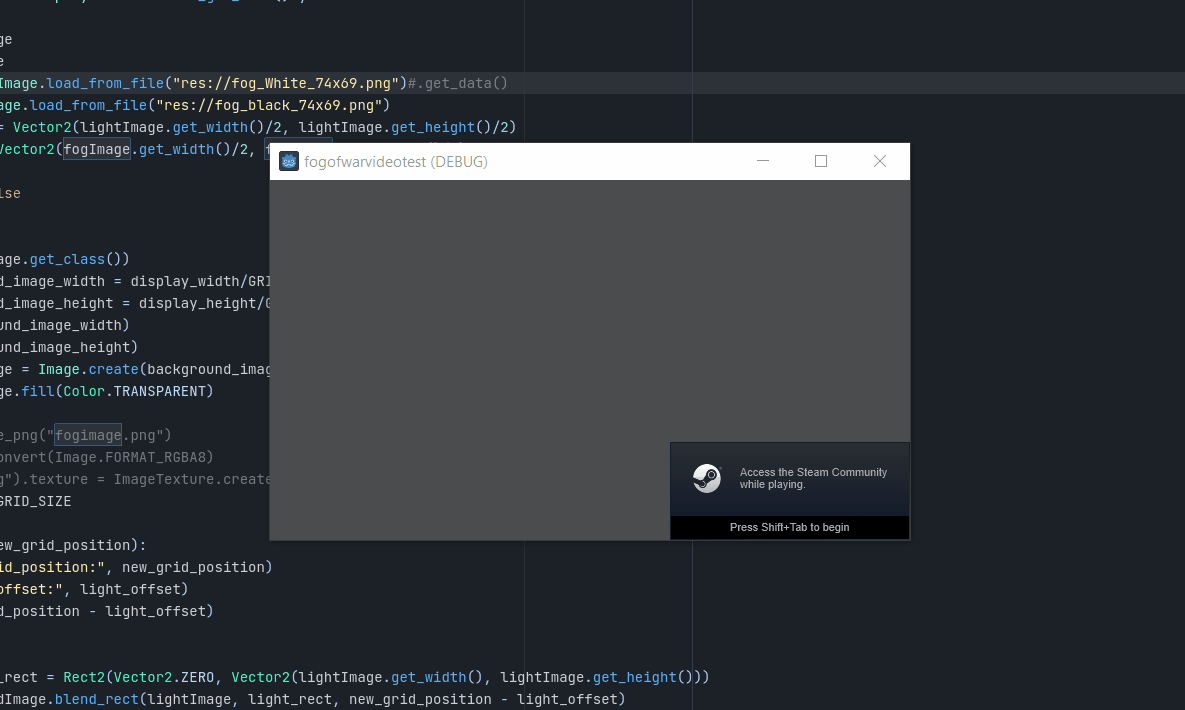 ge
e
Image.load_from_file("res://fog_White_74x69.png")#.get_data()
age.load_from_file("res://fog_black_74x69.png")
= Vector2(lightImage.get_width()/2, lightImage.get_height()/2)
Vector2(fogImage.get_width()/2, f
fogofwarvideotest (DEBUG)
lse
age.get_class())
d_image_width = display_width/GRI
d_image_height = display_height/G
und_image_width)
und_image_height)
ge = Image.create(background_imag
ge.fill(Color.TRANSPARENT)
e_png("fogimage.png")
onvert(Image.FORMAT_RGBA8)
g").texture = ImageTexture.create
GRID_SIZE
Access the Steam Community
while playing.
Press Shift+Tab to begin
ew_grid_position):
id_position:", new_grid_position)
offset:", light_offset)
d_position - light_offset)
_rect = Rect2(Vector2.ZERO, Vector2(lightImage.get_width(), lightImage.get_height()))
dImage.blend_rect(lightImage, light_rect, new_grid_position - light_offset)